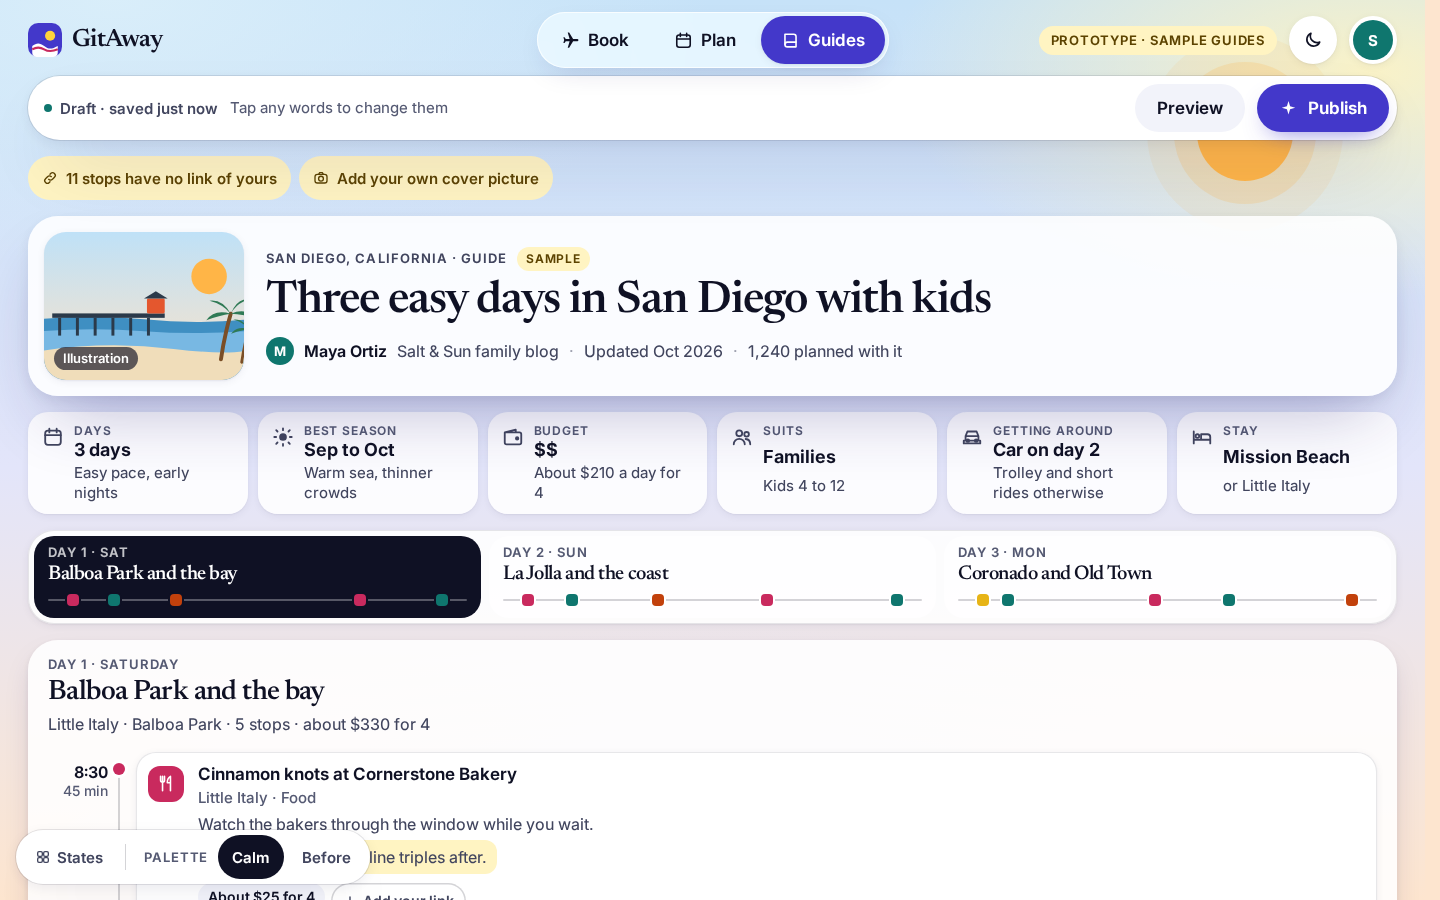 GitAway
Book
Plan
Guides
PROTOTYPE · SAMPLE GUIDES
S
Draft · saved just now
Tap any words to change them
Preview
Publish
11 stops have no link of yours
Add your own cover picture
SAN DIEGO, CALIFORNIA · GUIDE
SAMPLE
Three easy days in San Diego with kids
Illustration
M
Maya Ortiz
Salt & Sun family blog · Updated Oct 2026 · 1,240 planned with it
DAYS
3 days
Easy pace, early
nights
BEST SEASON
Sep to Oct
Warm sea, thinner
crowds
BUDGET
$$
About $210 a day for
4
SUITS
Families
Kids 4 to 12
GETTING AROUND
Car on day 2
Trolley and short
rides otherwise
STAY
Mission Beach
or Little Italy
DAY 1 · SAT
Balboa Park and the bay
DAY 2 · SUN
La Jolla and the coast
DAY 3 · MON
Coronado and Old Town
DAY 1 · SATURDAY
Balboa Park and the bay
Little Italy · Balboa Park · 5 stops · about $330 for 4
8:30
45 min
Cinnamon knots at Cornerstone Bakery
Little Italy · Food
Watch the bakers through the window while you wait.
line triples after.
About $25 for 4
Add your link
States
PALETTE
Calm
Before